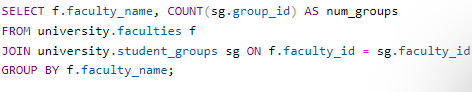 SELECT f.faculty_name, COUNT(sg.group_id) AS num_groups
FROM university.faculties f
JOIN university.student_groups sg ON f.faculty_id = sg.faculty_id
GROUP BY f.faculty_name;